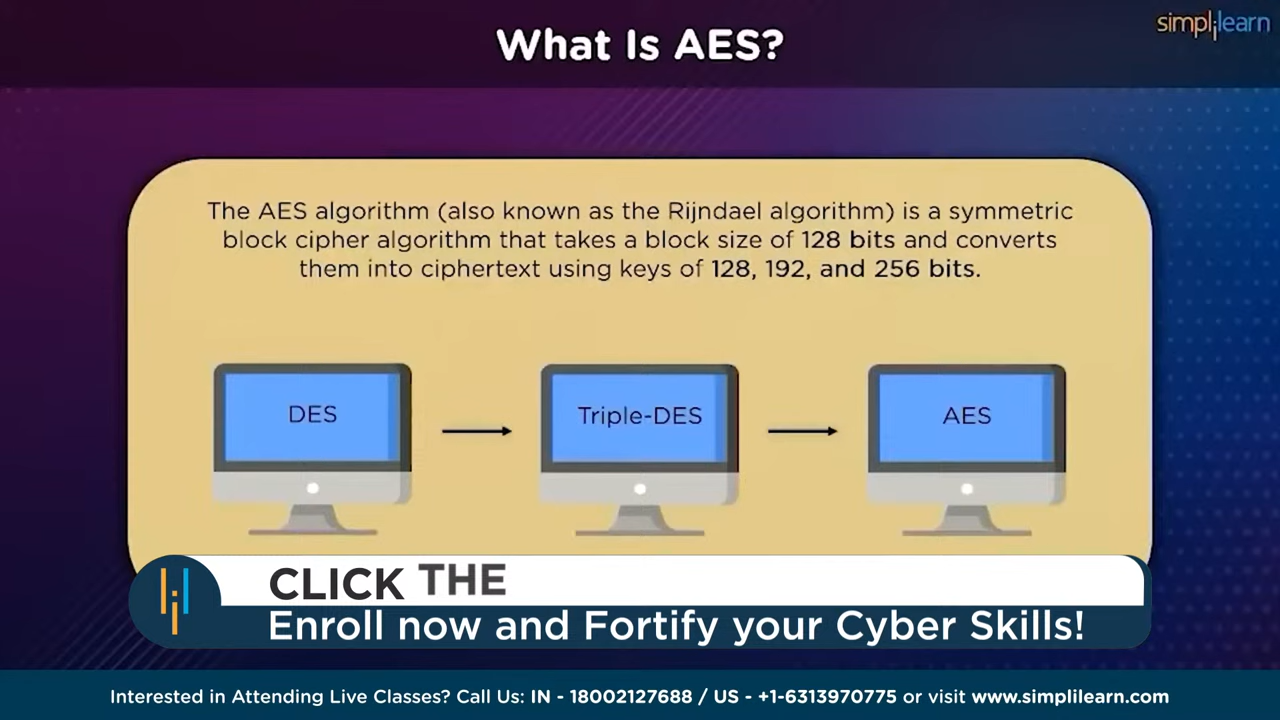 What Is AES?
simplilearn
The AES algorithm (also known as the Rijndael algorithm) is a symmetric
block cipher algorithm that takes a block size of 128 bits and converts
them into ciphertext using keys of 128, 192, and 256 bits.
DES
Triple-DES
AES
CLICK THE
Enroll now and Fortify your Cyber Skills!
Interested in Attending Live Classes? Call Us: IN - 18002127688 / US - +1-6313970775 or visit www.simplilearn.com